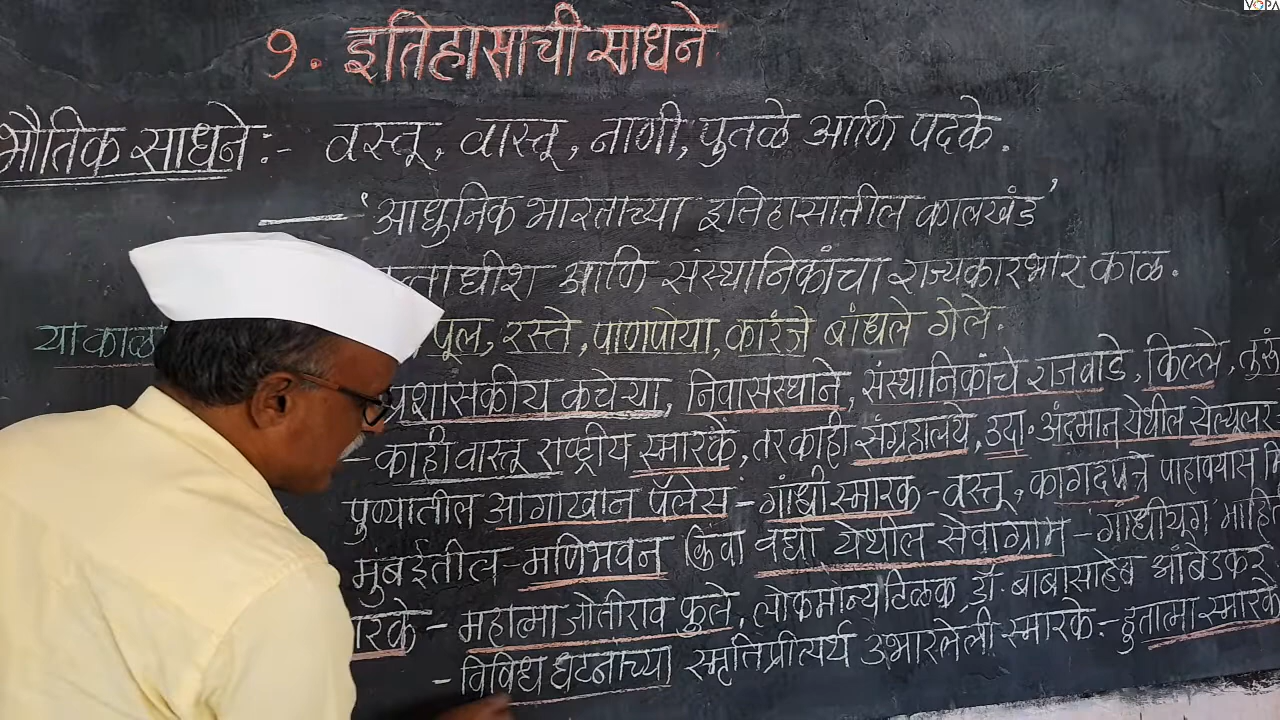 VOPA
१. इतिहासाची साधने
भौतिक साधने:- वस्तू, वास्तू, नाणी, पुतळे आणि पदके.
— 'आधुनिक भारताच्या इतिहासातील कालखंड'
आणि संस्थानिकांचा राज्यकारभार काळ.
या काळ पूल, रस्ते, पाणपोया, कारंजे बांधले गेले.
प्रशासकीय कचेऱ्या, निवासस्थाने, संस्थानिकांचे राजवाडे, किल्ले,
- काही वास्तू राष्ट्रीय स्मारके, तर काही संग्रहालये, उदा. अंदमान येथील सेल्युलर
पुण्यातील आगाखान पॅलेस - गांधी स्मारक - वस्तू, कागदपत्रे पाहावयास
मुंबईतील - मणिभवन किंवा वर्धा येथील सेवाग्राम - गांधीयूग
- महात्मा जोतीराव फुले, लोकमान्य टिळक, डॉ. बाबासाहेब आंबेडकर
- विविध घटनांच्या स्मृतिप्रीत्यर्थ उभारलेली स्मारके:- हुतात्मा स्मारके